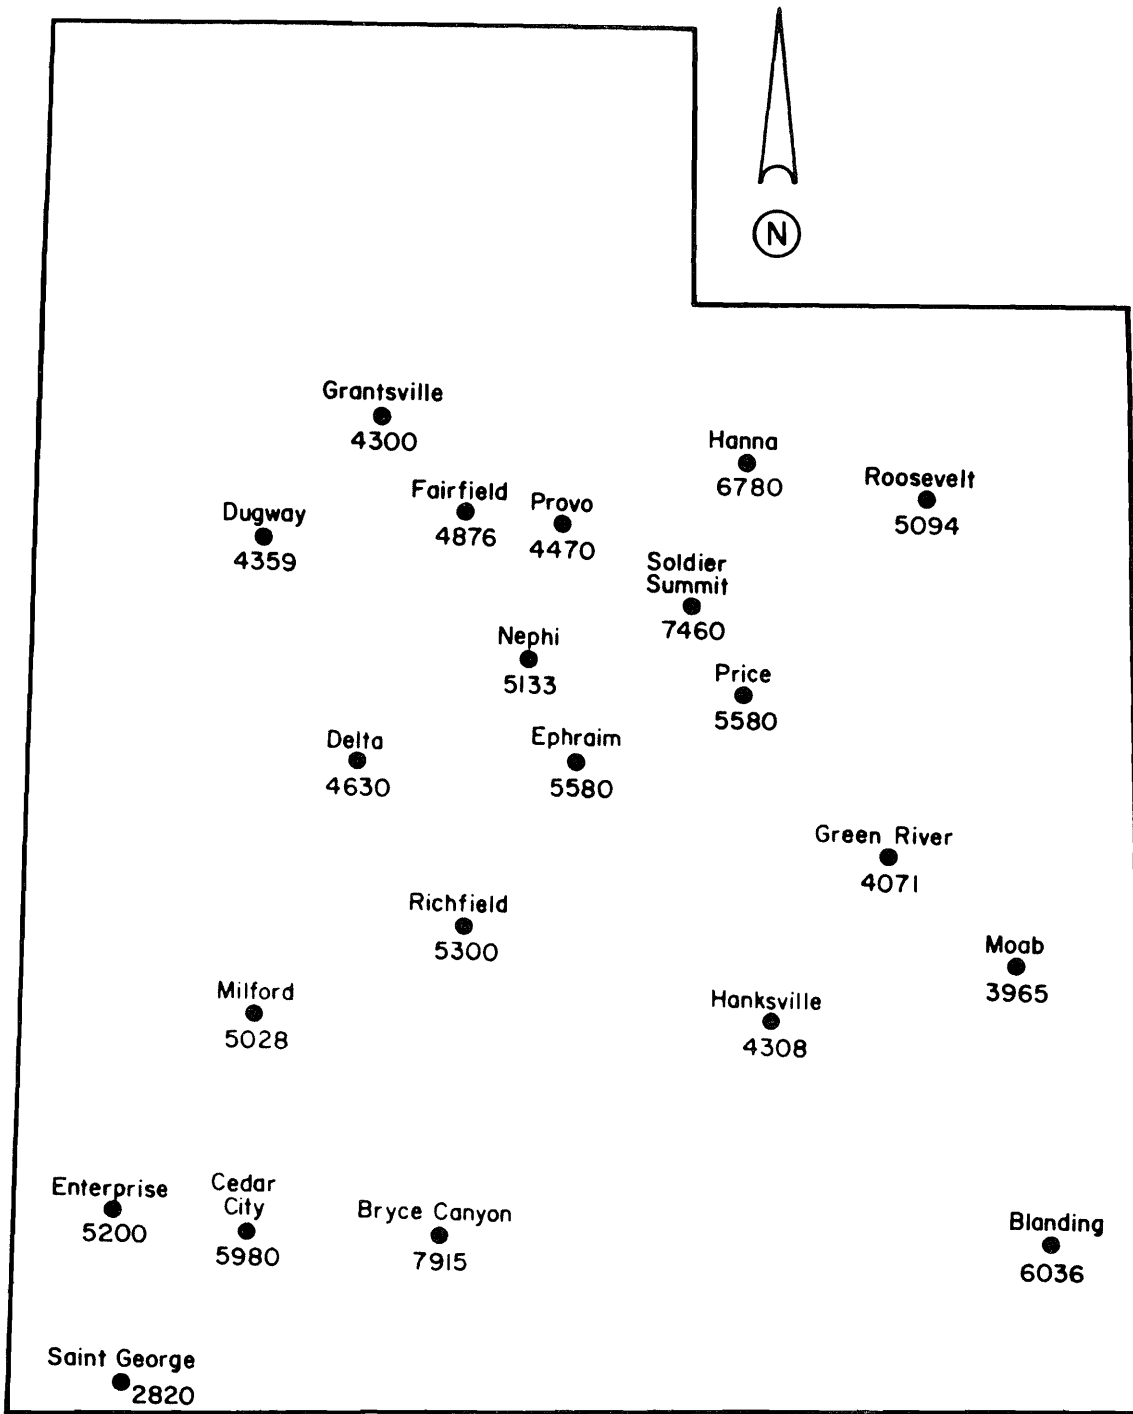 N
Grantsville
4300
Hanna
6780
Roosevelt
5094
Fairfield
4876
Provo
4470
Dugway
4359
Soldier
Summit
7460
Nephi
5133
Price
5580
Delta
4630
Ephraim
5580
Green River
4071
Richfield
5300
Moab
3965
Milford
5028
Hanksville
4308
Enterprise
5200
Cedar
City
5980
Bryce Canyon
7915
Blanding
6036
Saint George
2820